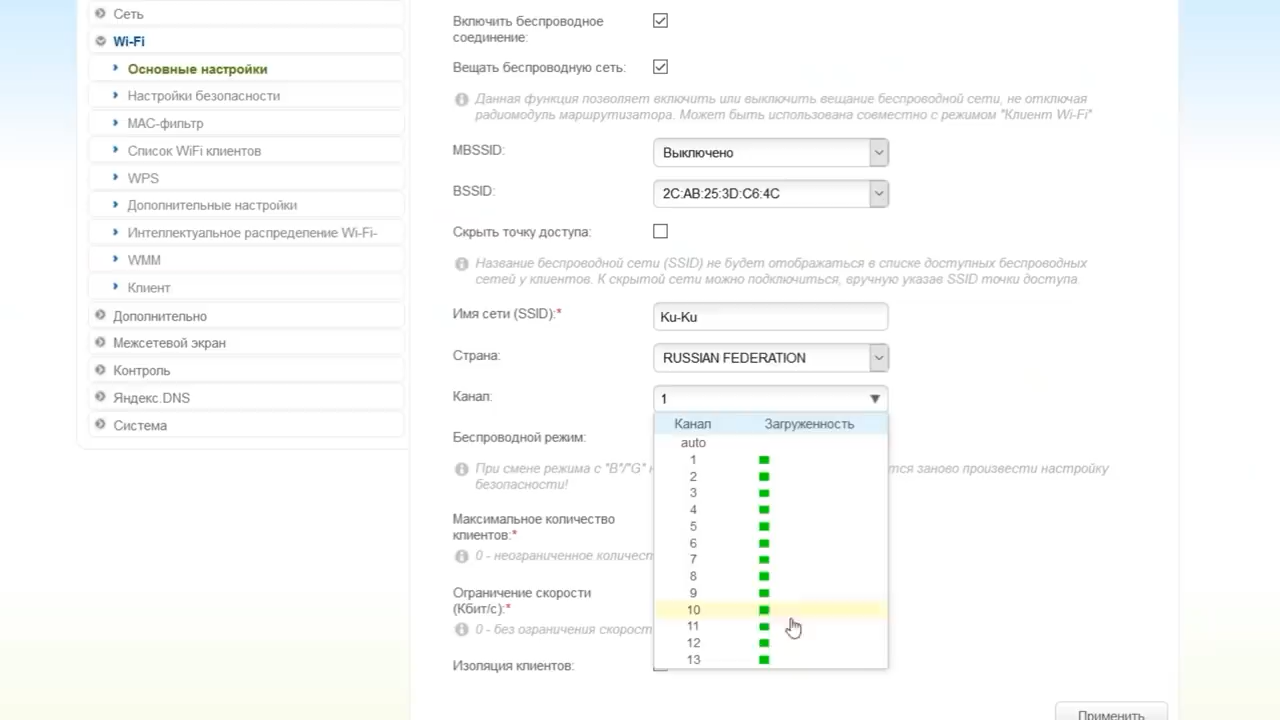 Сеть
Wi-Fi
Основные настройки
Настройки безопасности
MAC-фильтр
Список WiFi клиентов
WPS
Дополнительные настройки
Интеллектуальное распределение Wi-Fi-
WMM
Клиент
Дополнительно
Межсетевой экран
Контроль
Яндекс.DNS
Система
Включить беспроводное
соединение:
Вещать беспроводную сеть:
Данная функция позволяет включить или выключить вещание беспроводной сети, не отключая
радиомодуль маршрутизатора. Может быть использована совместно с режимом "Клиент Wi-Fi"
MBSSID:
Выключено
BSSID:
2C:AB:25:3D:C6:4C
Скрыть точку доступа:
Название беспроводной сети (SSID) не будет отображаться в списке доступных беспроводных
сетей у клиентов. К скрытой сети можно подключиться, вручную указав SSID точки доступа
Имя сети (SSID):*
Ku-Ku
Страна:
RUSSIAN FEDERATION
Канал:
1
Канал Загруженность
auto
1
2
3
4
5
6
7
8
9
10
11
12
13
Беспроводной режим:
При смене режима с "B"/"G" тся заново произвести настройку
безопасности!
Максимальное количество
клиентов:*
0 - неограниченное количест
Ограничение скорости
(Кбит/с):*
0 - без ограничения скорост
Изоляция клиентов:
Применить